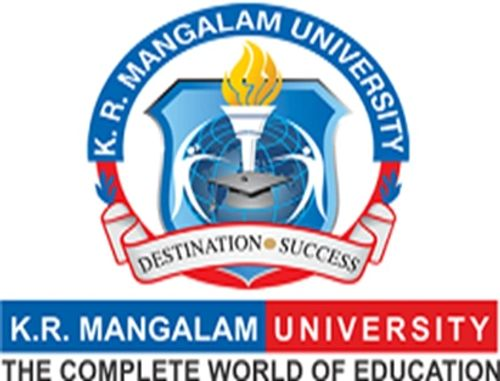 K. R. MANGALAM UNIVERSITY
DESTINATION • SUCCESS
K.R. MANGALAM UNIVERSITY
THE COMPLETE WORLD OF EDUCATION